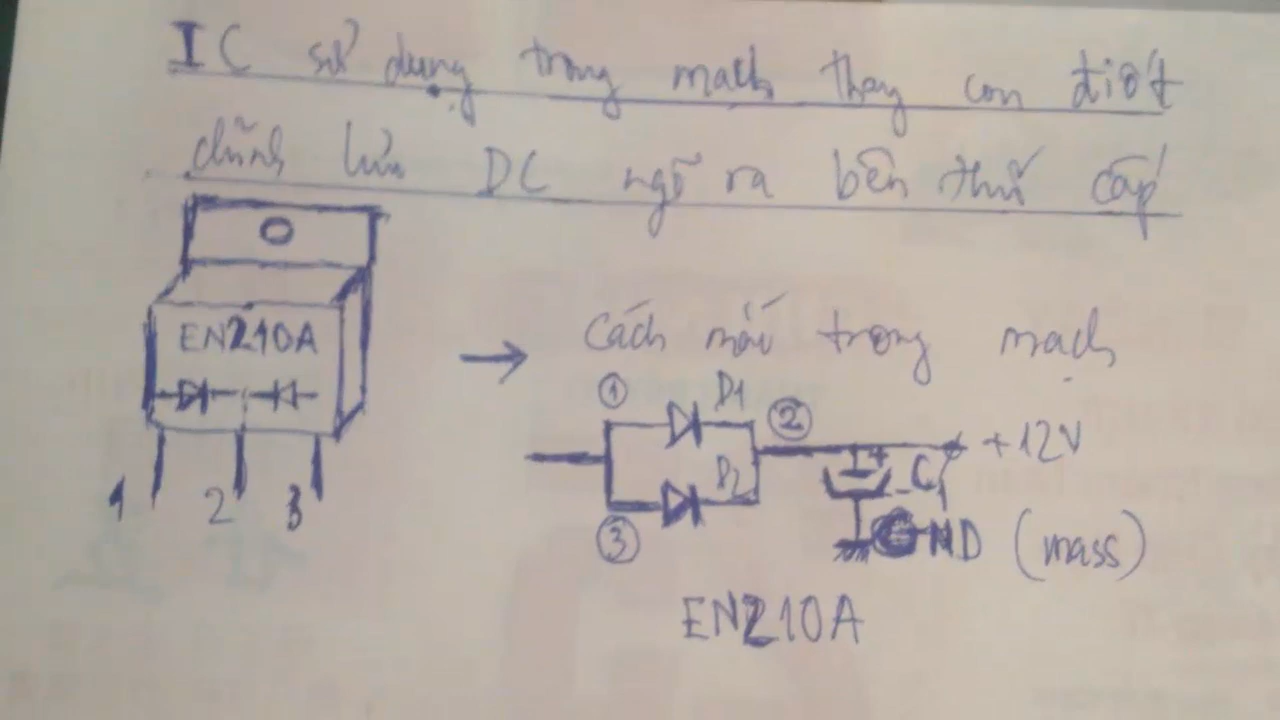 IC sử dụng trong mạch thay con điốt
chỉnh lưu DC ngõ ra bên thứ cấp
EN210A
1 2 3
Cách mắc trong mạch
① D1 ② +12V
D2 + C1
③ GND (mass)
EN210A